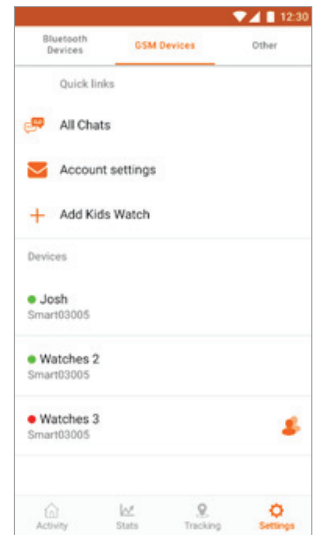 12:30
Bluetooth
Devices
GSM Devices
Other
Quick links
All Chats
Account settings
Add Kids Watch
Devices
Josh
Smart03005
Watches 2
Smart03005
Watches 3
Smart03005
Activity
Stats
Tracking
Settings